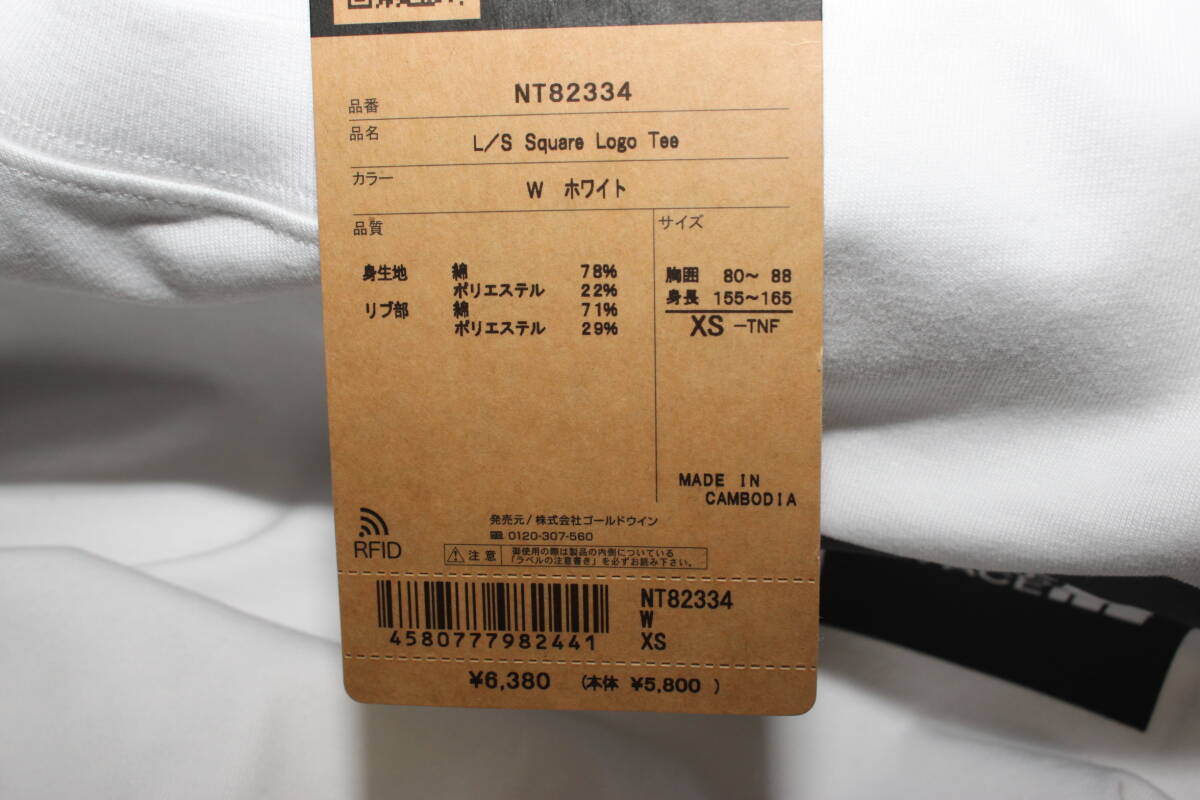 品番 NT82334
品名 L/S Square Logo Tee
カラー W ホワイト
品質
身生地 綿 78%
ポリエステル 22%
リブ部 綿 71%
ポリエステル 29%
サイズ
胸囲 80～ 88
身長 155～165
XS -TNF
MADE IN
CAMBODIA
RFID
発売元/株式会社ゴールドウイン
☎ 0120-307-560
⚠ 注意 御使用の際は製品の内側についている
「ラベルの注意書き」を必ずお読み下さい。
4580777982441
NT82334
W
XS
¥6,380 (本体 ¥5,800 )